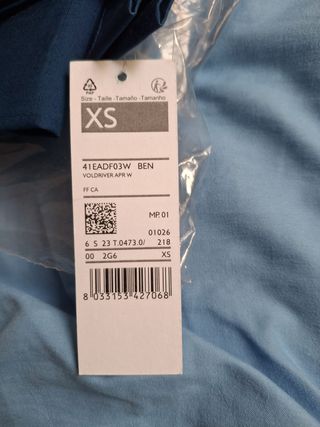 PAP
Size - Taille - Tamaño - Tamanho
XS
41EADF03W BEN
VOLDRIVER APR W
FF CA
MP. 01
01026
6 S 23 T.0473.0/ 218
00 2G6 XS
8 033153 427068